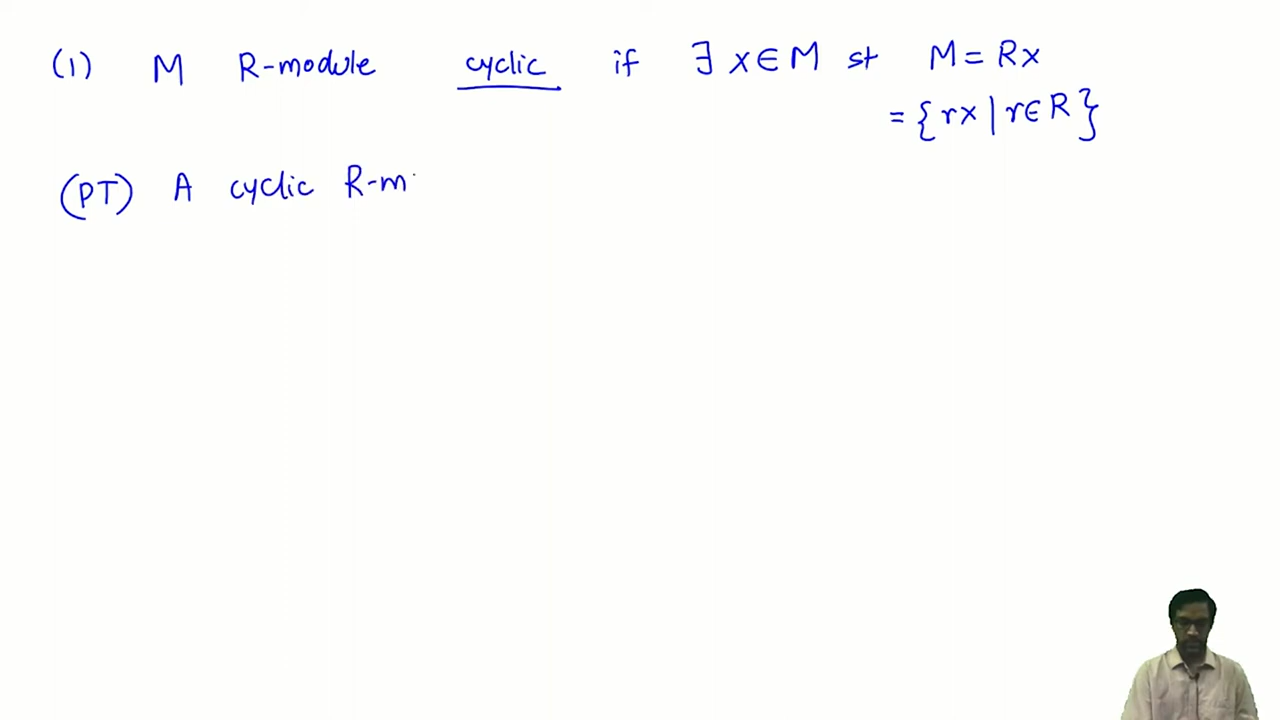 (1) M R-module cyclic if ∃ x∈M st M = Rx
= {rx | r∈R}
(PT) A cyclic R-m